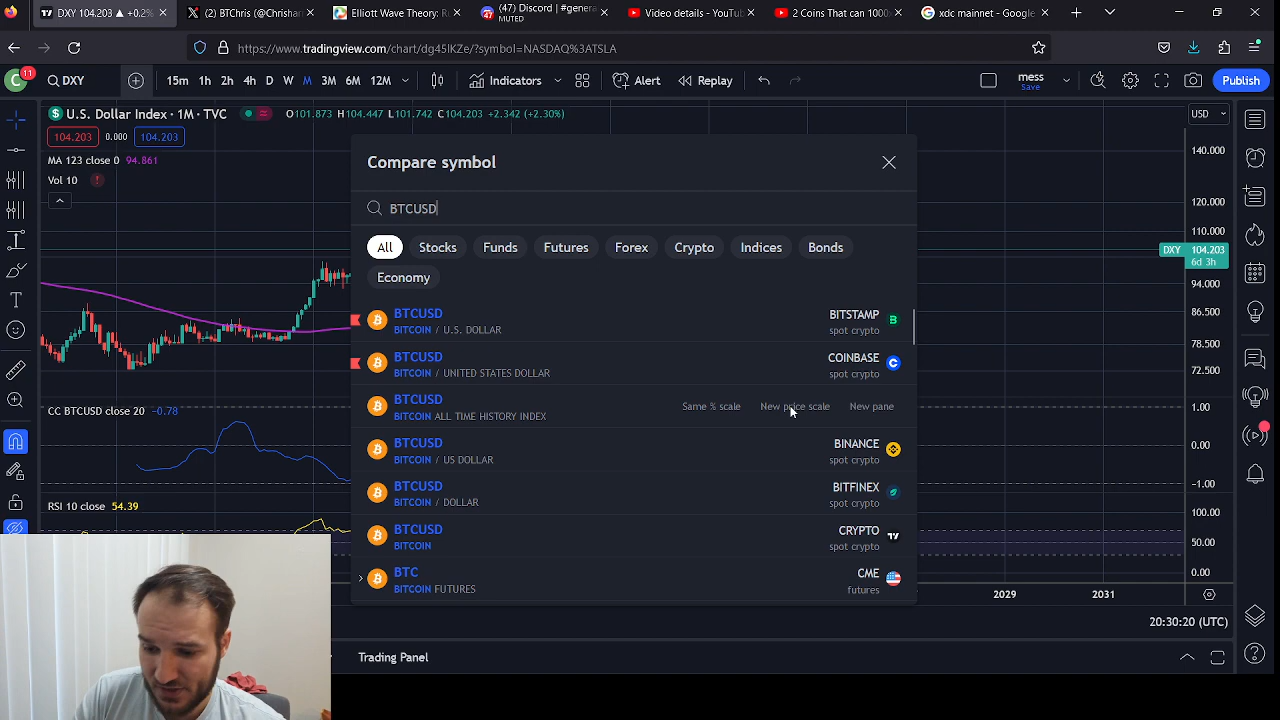 DXY 104.203 ▲ +0.2%
(2) BTChris (@Chrishar
Elliott Wave Theory: R
(47) Discord | #genera
MUTED
Video details - YouTub
2 Coins That can 1000
xdc mainnet - Google
https://www.tradingview.com/chart/dg45lKZe/?symbol=NASDAQ%3ATSLA
C
11
DXY
15m 1h 2h 4h D W M 3M 6M 12M
Indicators
Alert
Replay
mess
Save
Publish
U.S. Dollar Index · 1M · TVC
O101.873 H104.447 L101.742 C104.203 +2.342 (+2.30%)
USD
104.203 0.000 104.203
MA 123 close 0 94.861
Vol 10
Compare symbol
BTCUSD
All Stocks Funds Futures Forex Crypto Indices Bonds
Economy
BTCUSD
BITCOIN / U.S. DOLLAR
BITSTAMP
spot crypto
BTCUSD
BITCOIN / UNITED STATES DOLLAR
COINBASE
spot crypto
BTCUSD
BITCOIN ALL TIME HISTORY INDEX
Same % scale New price scale New pane
BTCUSD
BITCOIN / US DOLLAR
BINANCE
spot crypto
BTCUSD
BITCOIN / DOLLAR
BITFINEX
spot crypto
BTCUSD
BITCOIN
CRYPTO
spot crypto
BTC
BITCOIN FUTURES
CME
futures
140.000
120.000
110.000
DXY 104.203
6d 3h
94.000
86.500
78.500
72.500
CC BTCUSD close 20 −0.78
1.00
0.00
−1.00
RSI 10 close 54.39
100.00
50.00
0.00
2029
2031
20:30:20 (UTC)
Trading Panel